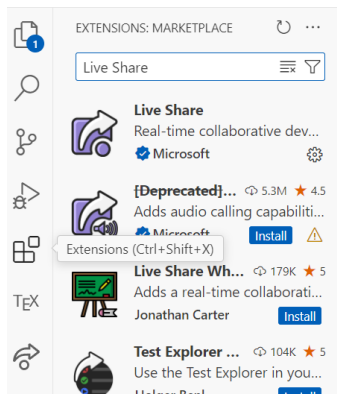 EXTENSIONS: MARKETPLACE
1
Live Share
Live Share
Real-time collaborative dev...
Microsoft
[Deprecated]... 5.3M ★ 4.5
Adds audio calling capabiliti...
Microsoft Install
Extensions (Ctrl+Shift+X)
Live Share Wh... 179K ★ 5
Adds a real-time collaborati...
Jonathan Carter Install
TEX
Test Explorer ... 104K ★ 5
Use the Test Explorer in you...